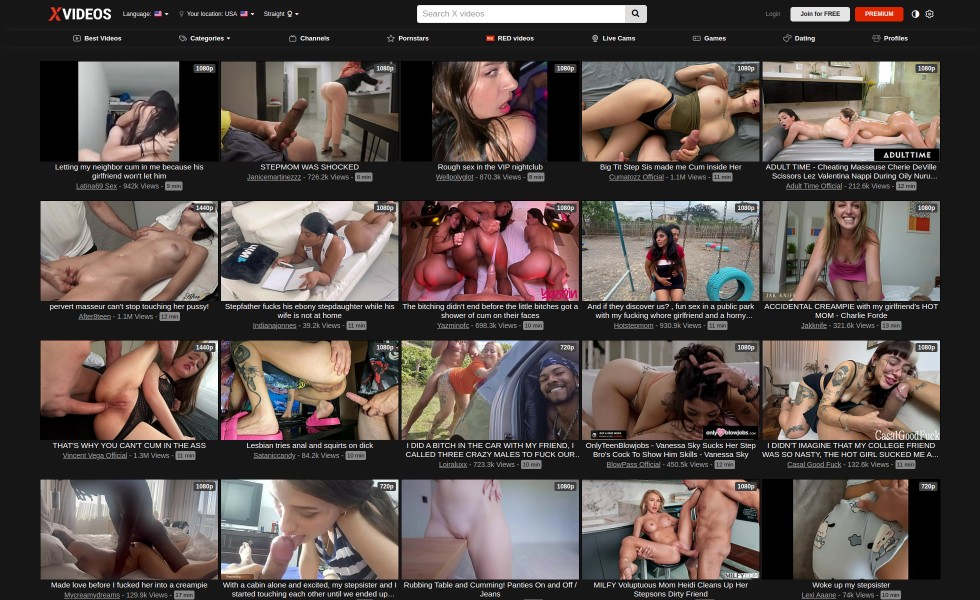 XVIDEOS
Language:
Your location: USA
Straight
Search X videos
Login
Join for FREE
PREMIUM
Best Videos
Categories
Channels
Pornstars
RED videos
Live Cams
Games
Dating
Profiles
1080p
1080p
1080p
1080p
1080p
ADULTTIME
Letting my neighbor cum in me because his
girlfriend won't let him
Latina69 Sex - 942k Views - 9 min
STEPMOM WAS SHOCKED
Janicemartinezzz - 726.2k Views - 8 min
Rough sex in the VIP nightclub
Wellpolyglot - 870.3k Views - 8 min
Big Tit Step Sis made me Cum inside Her
Cumatozz Official - 1.1M Views - 11 min
ADULT TIME - Cheating Masseuse Cherie DeVille
Scissors Lez Valentina Nappi During Oily Nuru...
Adult Time Official - 212.6k Views - 12 min
1440p
1080p
1080p
1080p
1080p
pervert masseur can't stop touching her pussy!
After8teen - 1.1M Views - 12 min
Stepfather fucks his ebony stepdaughter while his
wife is not at home
Indianajonnes - 39.2k Views - 11 min
The bitching didn't end before the little bitches got a
shower of cum on their faces
Yazminofc - 698.3k Views - 10 min
And if they discover us? - fun sex in a public park
with my fucking whore girlfriend and a horny...
Hotstepmom - 930.9k Views - 11 min
ACCIDENTAL CREAMPIE with my girlfriend's HOT
MOM - Charlie Forde
Jakknife - 321.6k Views - 13 min
1440p
1080p
720p
1080p
1080p
onlyteenblowjobs.com
CasalGoodFuck
THAT'S WHY YOU CAN'T CUM IN THE ASS
Vincent Vega Official - 1.3M Views - 11 min
Lesbian tries anal and squirts on dick
Sataniccandy - 84.2k Views - 10 min
I DID A BITCH IN THE CAR WITH MY FRIEND, I
CALLED THREE CRAZY MALES TO FUCK OUR...
Loirakxxx - 723.3k Views - 10 min
OnlyTeenBlowjobs - Vanessa Sky Sucks Her Step
Bro's Cock To Show Him Skills - Vanessa Sky
BlowPass Official - 450.5k Views - 12 min
I DIDN'T IMAGINE THAT MY COLLEGE FRIEND
WAS SO NASTY, THE HOT GIRL SUCKED ME A...
Casal Good Fuck - 132.6k Views - 11 min
1080p
720p
1080p
1080p
720p
Made love before I fucked her into a creampie
Mycreamydreams - 129.9k Views - 17 min
With a cabin alone and excited, my stepsister and I
started touching each other until we ended up...
Rubbing Table and Cumming! Panties On and Off /
Jeans
MILFY Voluptuous Mom Heidi Cleans Up Her
Stepsons Dirty Friend
Woke up my stepsister
Lexi Aaane - 74k Views - 10 min